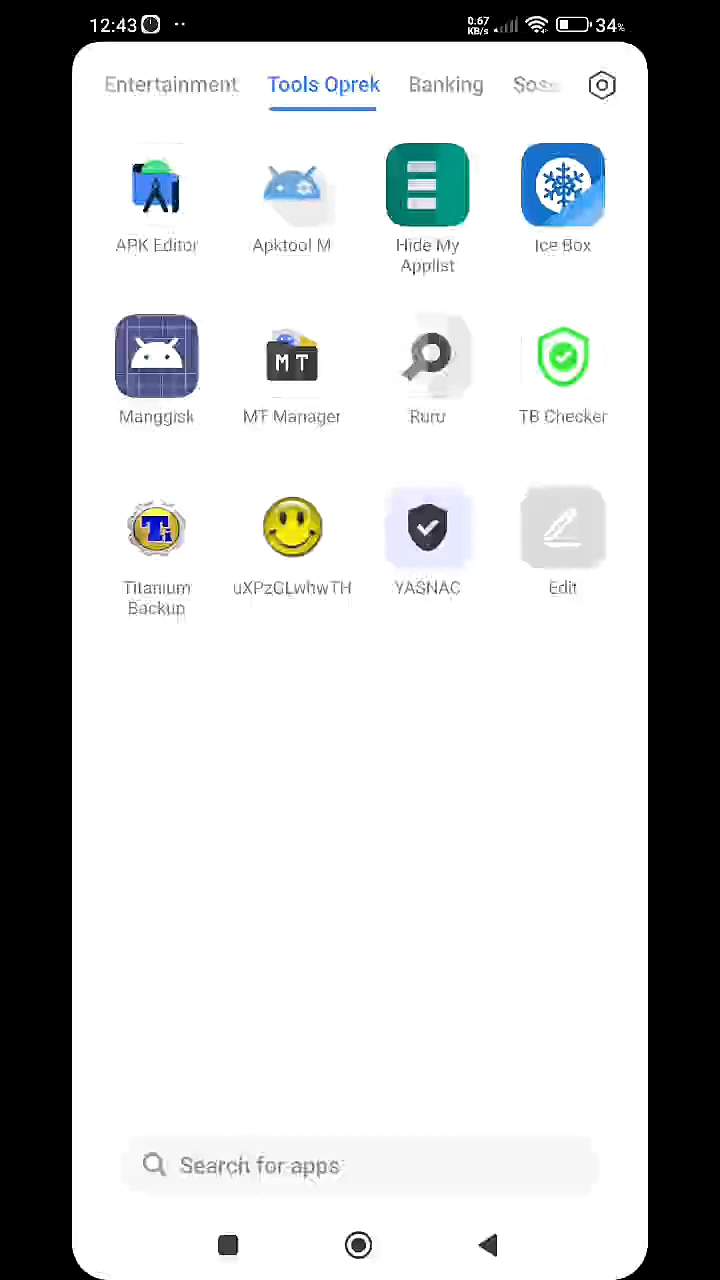 12:43
0.67
KB/s
34%
Entertainment
Tools Oprek
Banking
APK Editor
Apktool M
Hide My
Applist
Ice Box
Manggisk
MT
MT Manager
Ruru
TB Checker
Titanium
Backup
uXPzCLwhwTH
YASNAC
Edit
Search for apps